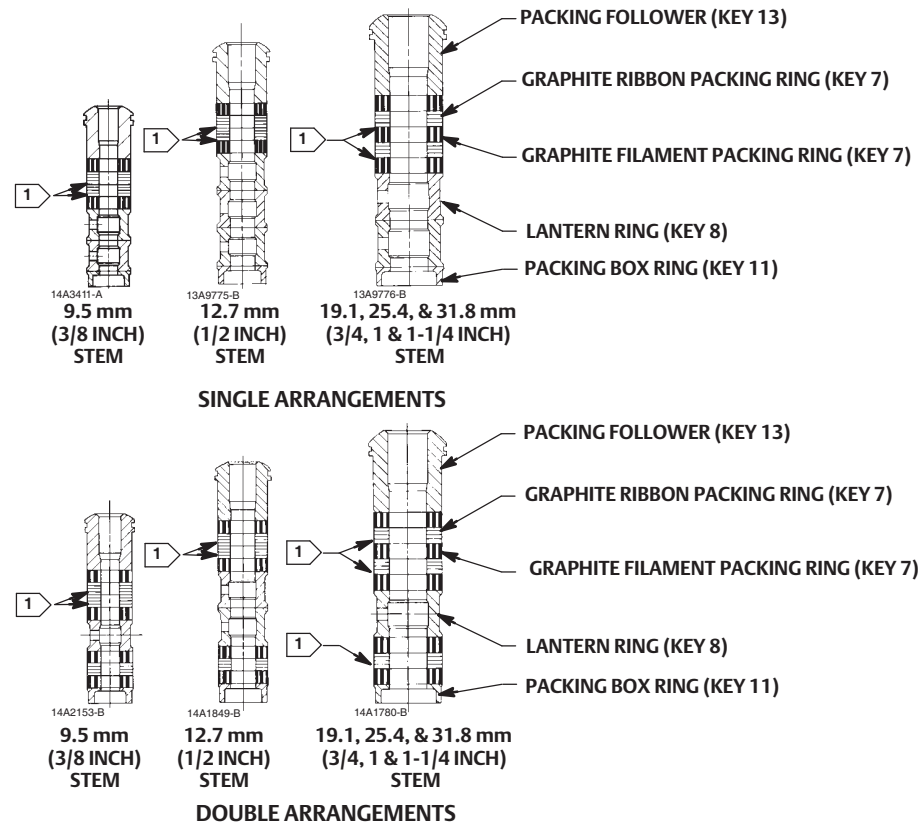 PACKING FOLLOWER (KEY 13)
GRAPHITE RIBBON PACKING RING (KEY 7)
1
1
GRAPHITE FILAMENT PACKING RING (KEY 7)
1
LANTERN RING (KEY 8)
PACKING BOX RING (KEY 11)
14A3411-A
13A9775-B
13A9776-B
9.5 mm
(3/8 INCH)
STEM
12.7 mm
(1/2 INCH)
STEM
19.1, 25.4, & 31.8 mm
(3/4, 1 & 1-1/4 INCH)
STEM
SINGLE ARRANGEMENTS
PACKING FOLLOWER (KEY 13)
GRAPHITE RIBBON PACKING RING (KEY 7)
1
1
GRAPHITE FILAMENT PACKING RING (KEY 7)
1
1
LANTERN RING (KEY 8)
PACKING BOX RING (KEY 11)
14A2153-B
14A1849-B
14A1780-B
9.5 mm
(3/8 INCH)
STEM
12.7 mm
(1/2 INCH)
STEM
19.1, 25.4, & 31.8 mm
(3/4, 1 & 1-1/4 INCH)
STEM
DOUBLE ARRANGEMENTS